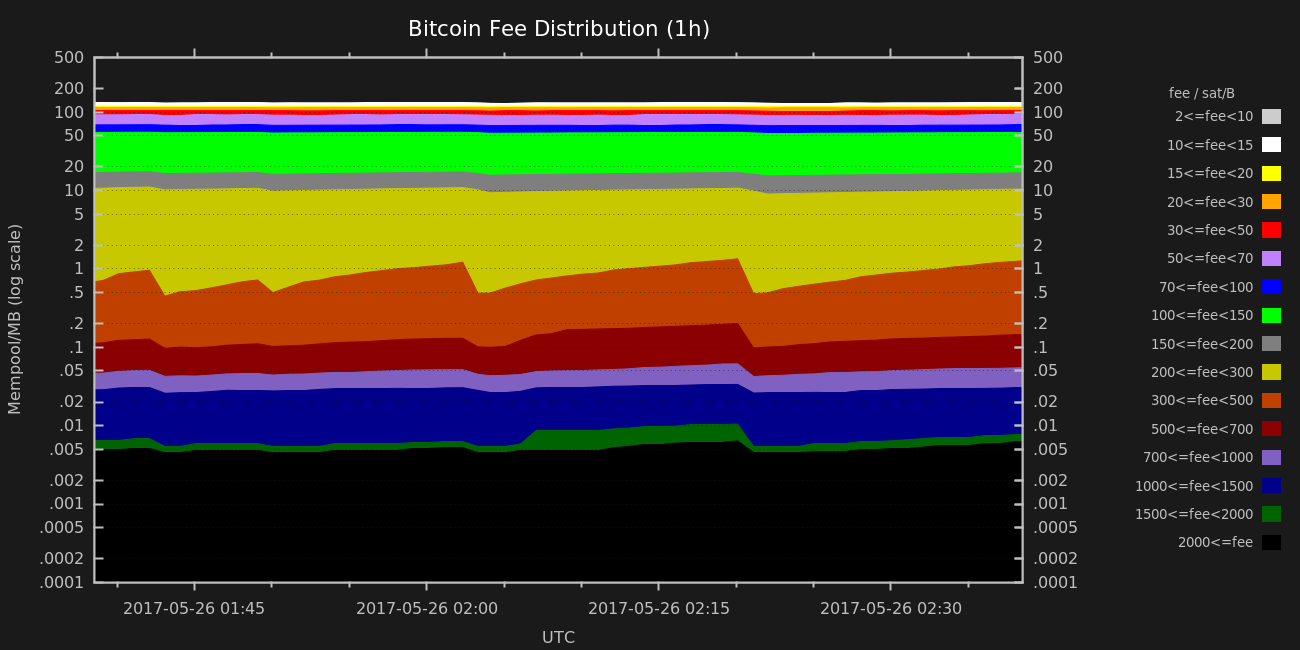 Bitcoin Fee Distribution (1h)
500 500
200 200
100 100
50 50
20 20
10 10
5 5
2 2
1 1
.5 .5
.2 .2
.1 .1
.05 .05
.02 .02
.01 .01
.005 .005
.002 .002
.001 .001
.0005 .0005
.0002 .0002
.0001 .0001
Mempool/MB (log scale)
2017-05-26 01:45 2017-05-26 02:00 2017-05-26 02:15 2017-05-26 02:30
UTC
fee / sat/B
2<=fee<10
10<=fee<15
15<=fee<20
20<=fee<30
30<=fee<50
50<=fee<70
70<=fee<100
100<=fee<150
150<=fee<200
200<=fee<300
300<=fee<500
500<=fee<700
700<=fee<1000
1000<=fee<1500
1500<=fee<2000
2000<=fee